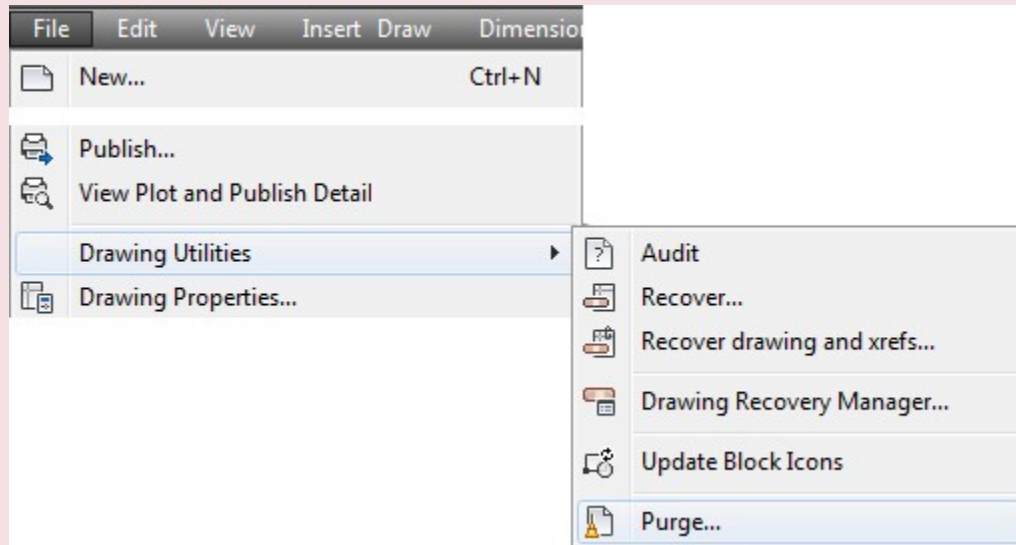 File Edit View Insert Draw Dimension
New... Ctrl+N
Publish...
View Plot and Publish Detail
Drawing Utilities
Drawing Properties...
Audit
Recover...
Recover drawing and xrefs...
Drawing Recovery Manager...
Update Block Icons
Purge...